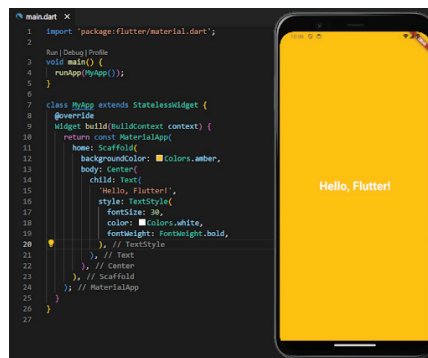 main.dart ×
1 import 'package:flutter/material.dart';
2
Run | Debug | Profile
3 void main() {
4 runApp(MyApp());
5 }
6
7 class MyApp extends StatelessWidget {
8 @override
9 Widget build(BuildContext context) {
10 return const MaterialApp(
11 home: Scaffold(
12 backgroundColor: Colors.amber,
13 body: Center(
14 child: Text(
15 'Hello, Flutter!',
16 style: TextStyle(
17 fontSize: 30,
18 color: Colors.white,
19 fontWeight: FontWeight.bold,
20 ), // TextStyle
21 ), // Text
22 ), // Center
23 ), // Scaffold
24 ); // MaterialApp
25 }
26 }
27
Hello, Flutter!